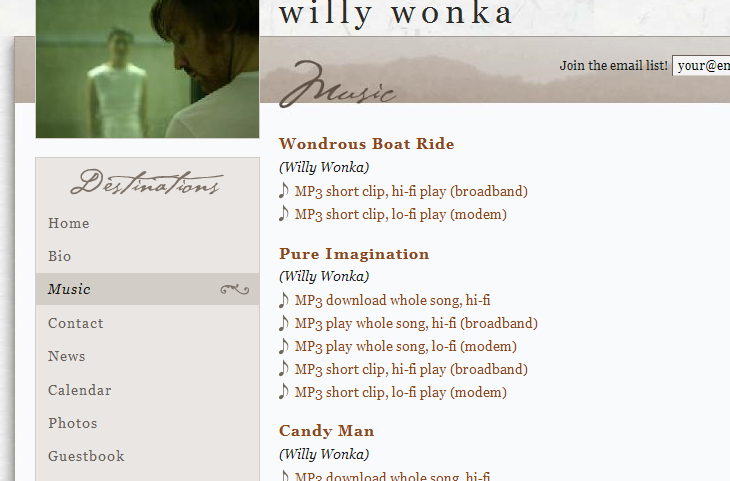 willy wonka
Join the email list!
your@em
Music
Destinations
Home
Bio
Music
Contact
News
Calendar
Photos
Guestbook
Wondrous Boat Ride
(Willy Wonka)
MP3 short clip, hi-fi play (broadband)
MP3 short clip, lo-fi play (modem)
Pure Imagination
(Willy Wonka)
MP3 download whole song, hi-fi
MP3 play whole song, hi-fi (broadband)
MP3 play whole song, lo-fi (modem)
MP3 short clip, hi-fi play (broadband)
MP3 short clip, lo-fi play (modem)
Candy Man
(Willy Wonka)
MP3 download whole song, hi-fi